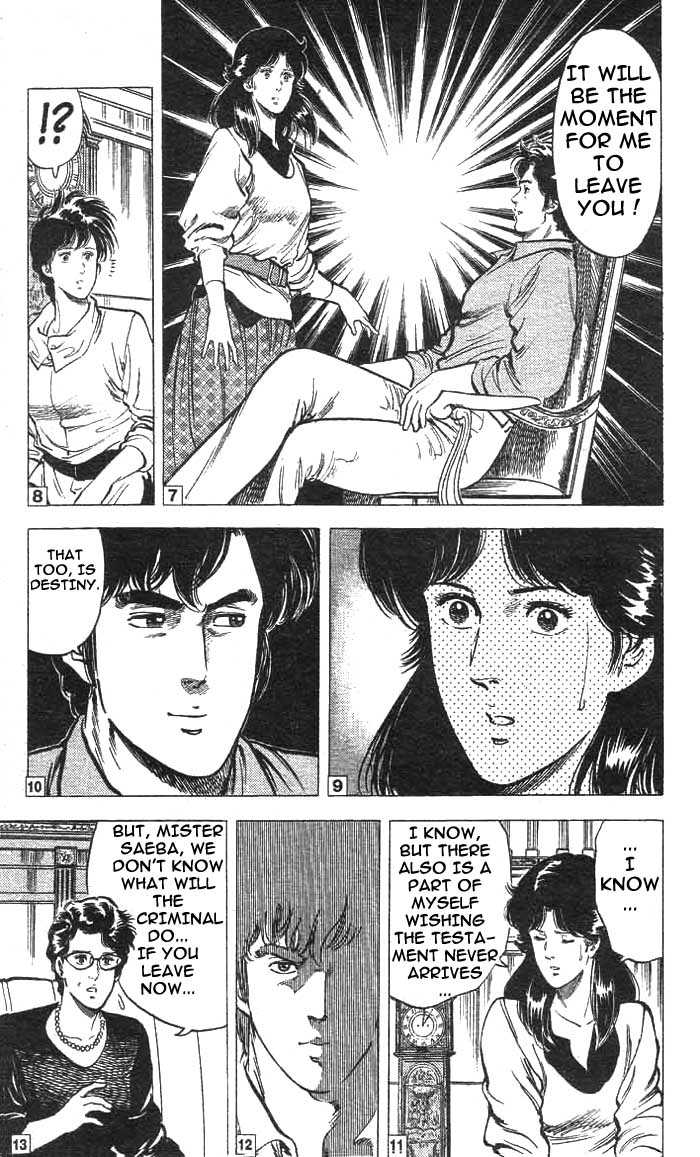 IT WILL
BE THE
MOMENT
FOR ME
TO
LEAVE
YOU !
7
!?
8
9
THAT
TOO, IS
DESTINY.
10
...
I
KNOW
...
I KNOW,
BUT THERE
ALSO IS A
PART OF
MYSELF
WISHING
THE TESTA-
MENT NEVER
ARRIVES
...
11
12
BUT, MISTER
SAEBA, WE
DON'T KNOW
WHAT WILL
THE
CRIMINAL
DO...
IF YOU
LEAVE
NOW...
13